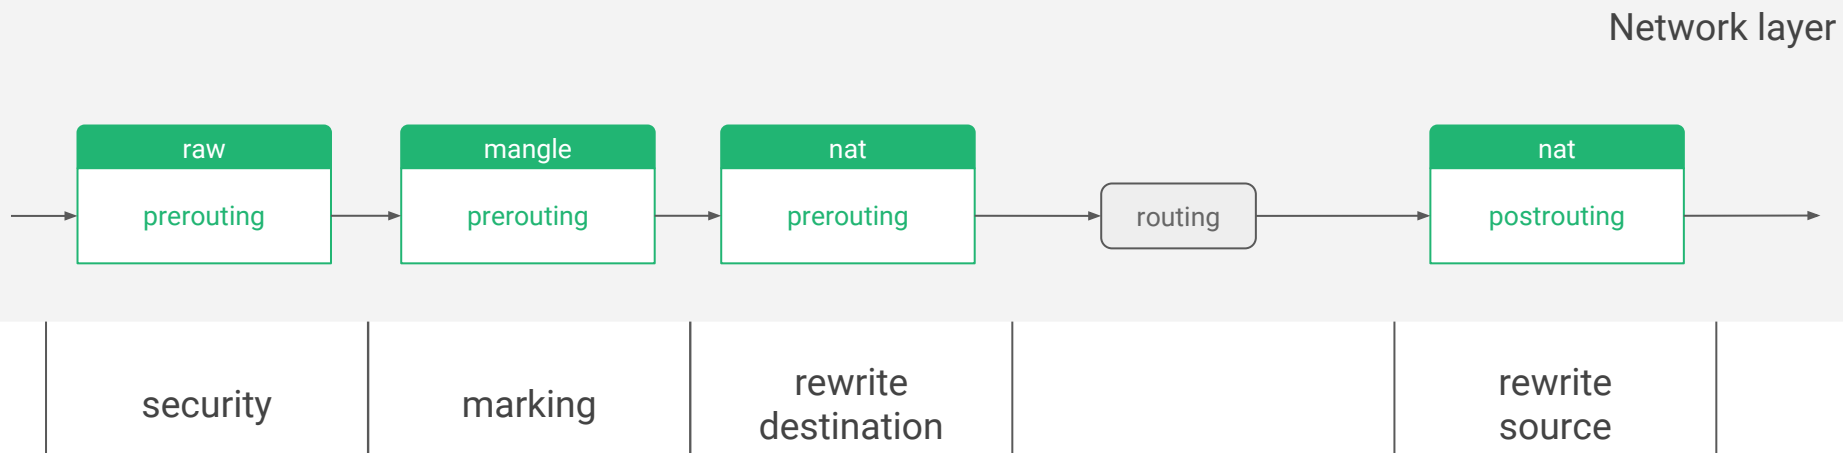 Network layer
raw
mangle
nat
nat
prerouting
prerouting
prerouting
routing
postrouting
security
marking
rewrite
destination
rewrite
source